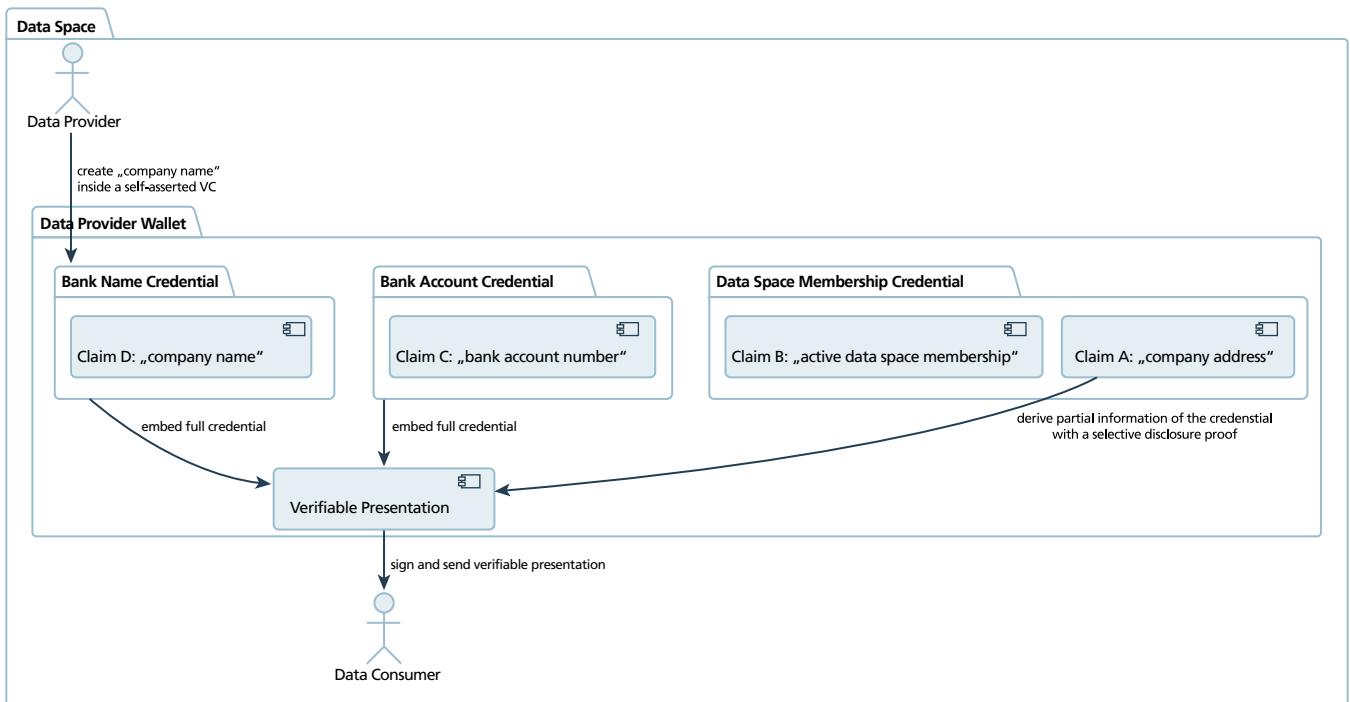 Data Space
Data Provider
create „company name“
inside a self-asserted VC
Data Provider Wallet
Bank Name Credential
Bank Account Credential
Data Space Membership Credential
Claim D: „company name“
Claim C: „bank account number“
Claim B: „active data space membership“
Claim A: „company address“
embed full credential
embed full credential
derive partial information of the credenstial
with a selective disclosure proof
Verifiable Presentation
sign and send verifiable presentation
Data Consumer